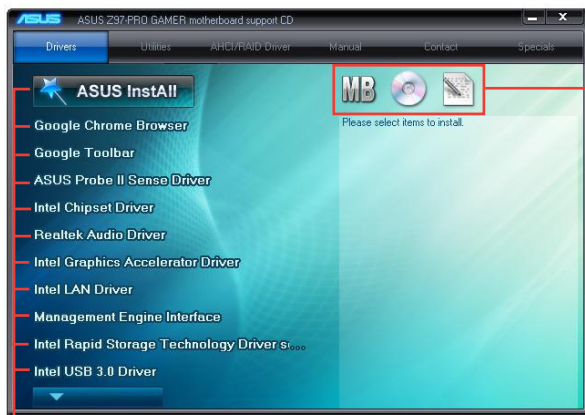 ASUS ASUS Z97-PRO GAMER motherboard support CD
Drivers Utilities AHCI/RAID Driver Manual Contact Specials
ASUS InstAll
MB
Please select items to install.
Google Chrome Browser
Google Toolbar
ASUS Probe II Sense Driver
Intel Chipset Driver
Realtek Audio Driver
Intel Graphics Accelerator Driver
Intel LAN Driver
Management Engine Interface
Intel Rapid Storage Technology Driver s...
Intel USB 3.0 Driver